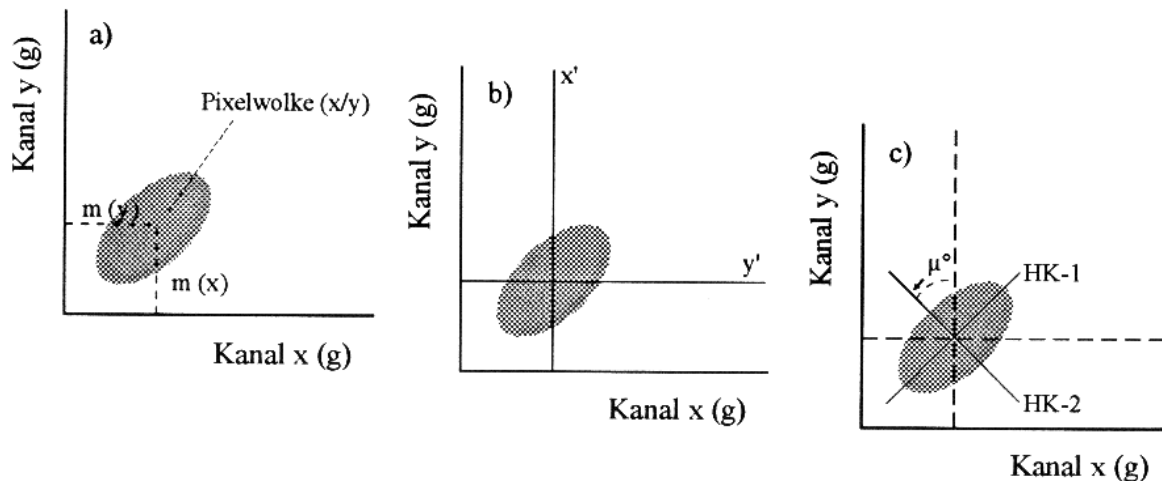 a)
Kanal y (g)
Pixelwolke (x/y)
m (y)
m (x)
Kanal x (g)
b)
Kanal y (g)
x'
y'
Kanal x (g)
c)
Kanal y (g)
μ°
HK-1
HK-2
Kanal x (g)